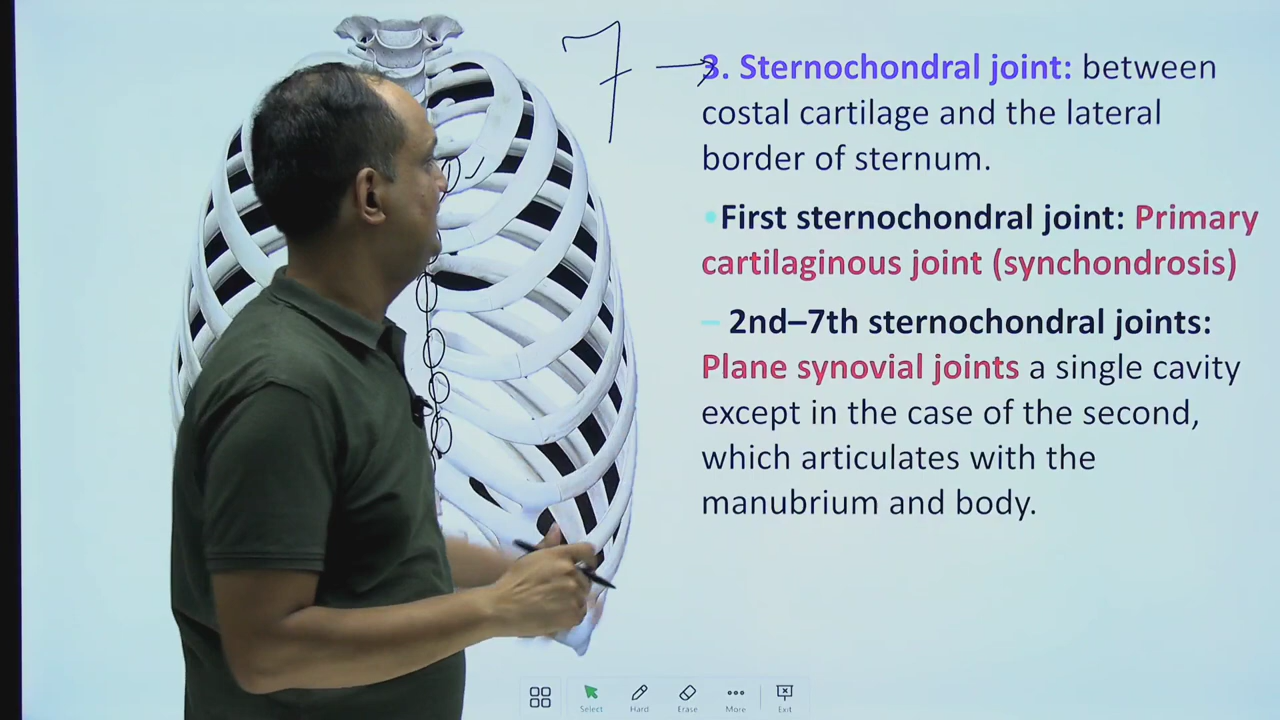 7
3. Sternochondral joint: between
costal cartilage and the lateral
border of sternum.
•First sternochondral joint: Primary
cartilaginous joint (synchondrosis)
– 2nd–7th sternochondral joints:
Plane synovial joints a single cavity
except in the case of the second,
which articulates with the
manubrium and body.
Select Hard Erase More Exit